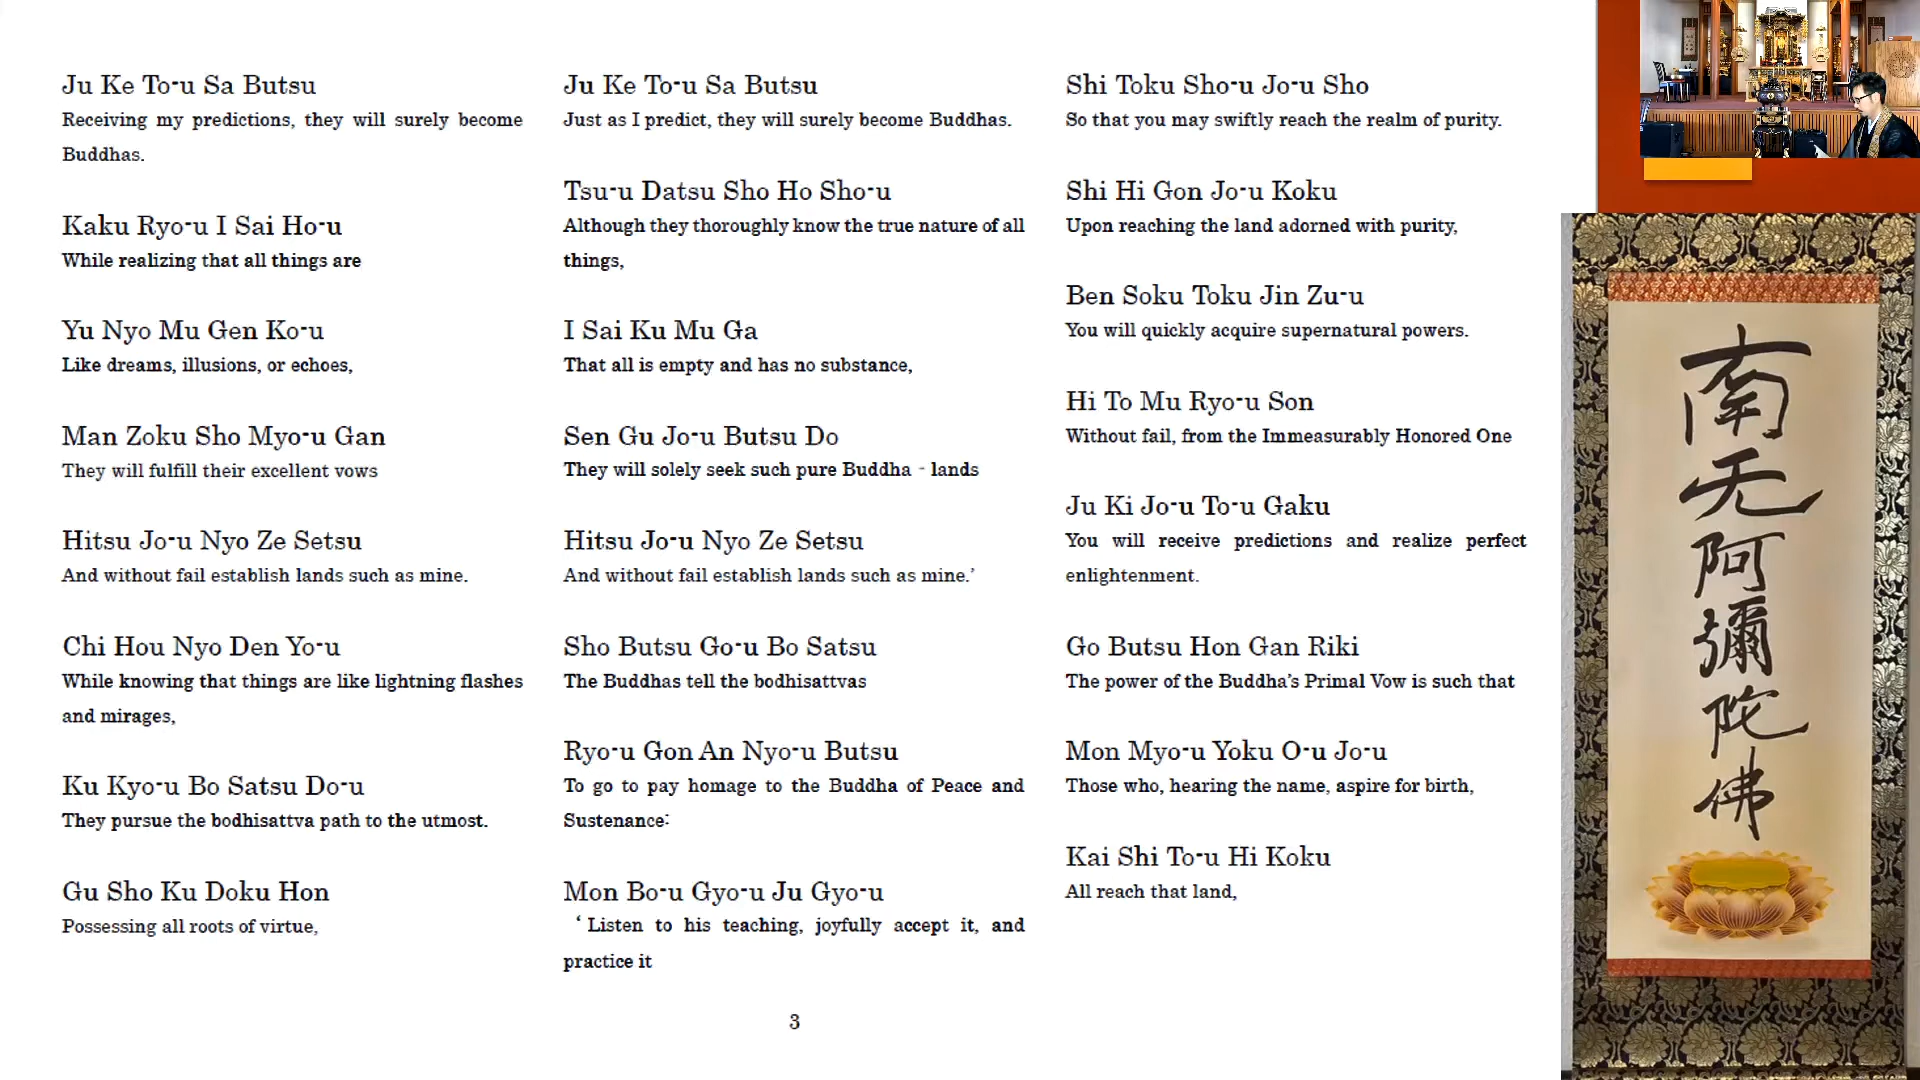 Ju Ke To-u Sa Butsu
Receiving my predictions, they will surely become
Buddhas.
Kaku Ryo-u I Sai Ho-u
While realizing that all things are
Yu Nyo Mu Gen Ko-u
Like dreams, illusions, or echoes,
Man Zoku Sho Myo-u Gan
They will fulfill their excellent vows
Hitsu Jo-u Nyo Ze Setsu
And without fail establish lands such as mine.
Chi Hou Nyo Den Yo-u
While knowing that things are like lightning flashes
and mirages,
Ku Kyo-u Bo Satsu Do-u
They pursue the bodhisattva path to the utmost.
Gu Sho Ku Doku Hon
Possessing all roots of virtue,
Ju Ke To-u Sa Butsu
Just as I predict, they will surely become Buddhas.
Tsu-u Datsu Sho Ho Sho-u
Although they thoroughly know the true nature of all
things,
I Sai Ku Mu Ga
That all is empty and has no substance,
Sen Gu Jo-u Butsu Do
They will solely seek such pure Buddha - lands
Hitsu Jo-u Nyo Ze Setsu
And without fail establish lands such as mine.’
Sho Butsu Go-u Bo Satsu
The Buddhas tell the bodhisattvas
Ryo-u Gon An Nyo-u Butsu
To go to pay homage to the Buddha of Peace and
Sustenance:
Mon Bo-u Gyo-u Ju Gyo-u
‘Listen to his teaching, joyfully accept it, and
practice it
Shi Toku Sho-u Jo-u Sho
So that you may swiftly reach the realm of purity.
Shi Hi Gon Jo-u Koku
Upon reaching the land adorned with purity,
Ben Soku Toku Jin Zu-u
You will quickly acquire supernatural powers.
Hi To Mu Ryo-u Son
Without fail, from the Immeasurably Honored One
Ju Ki Jo-u To-u Gaku
You will receive predictions and realize perfect
enlightenment.
Go Butsu Hon Gan Riki
The power of the Buddha’s Primal Vow is such that
Mon Myo-u Yoku O-u Jo-u
Those who, hearing the name, aspire for birth,
Kai Shi To-u Hi Koku
All reach that land,
3
南无阿彌陀佛